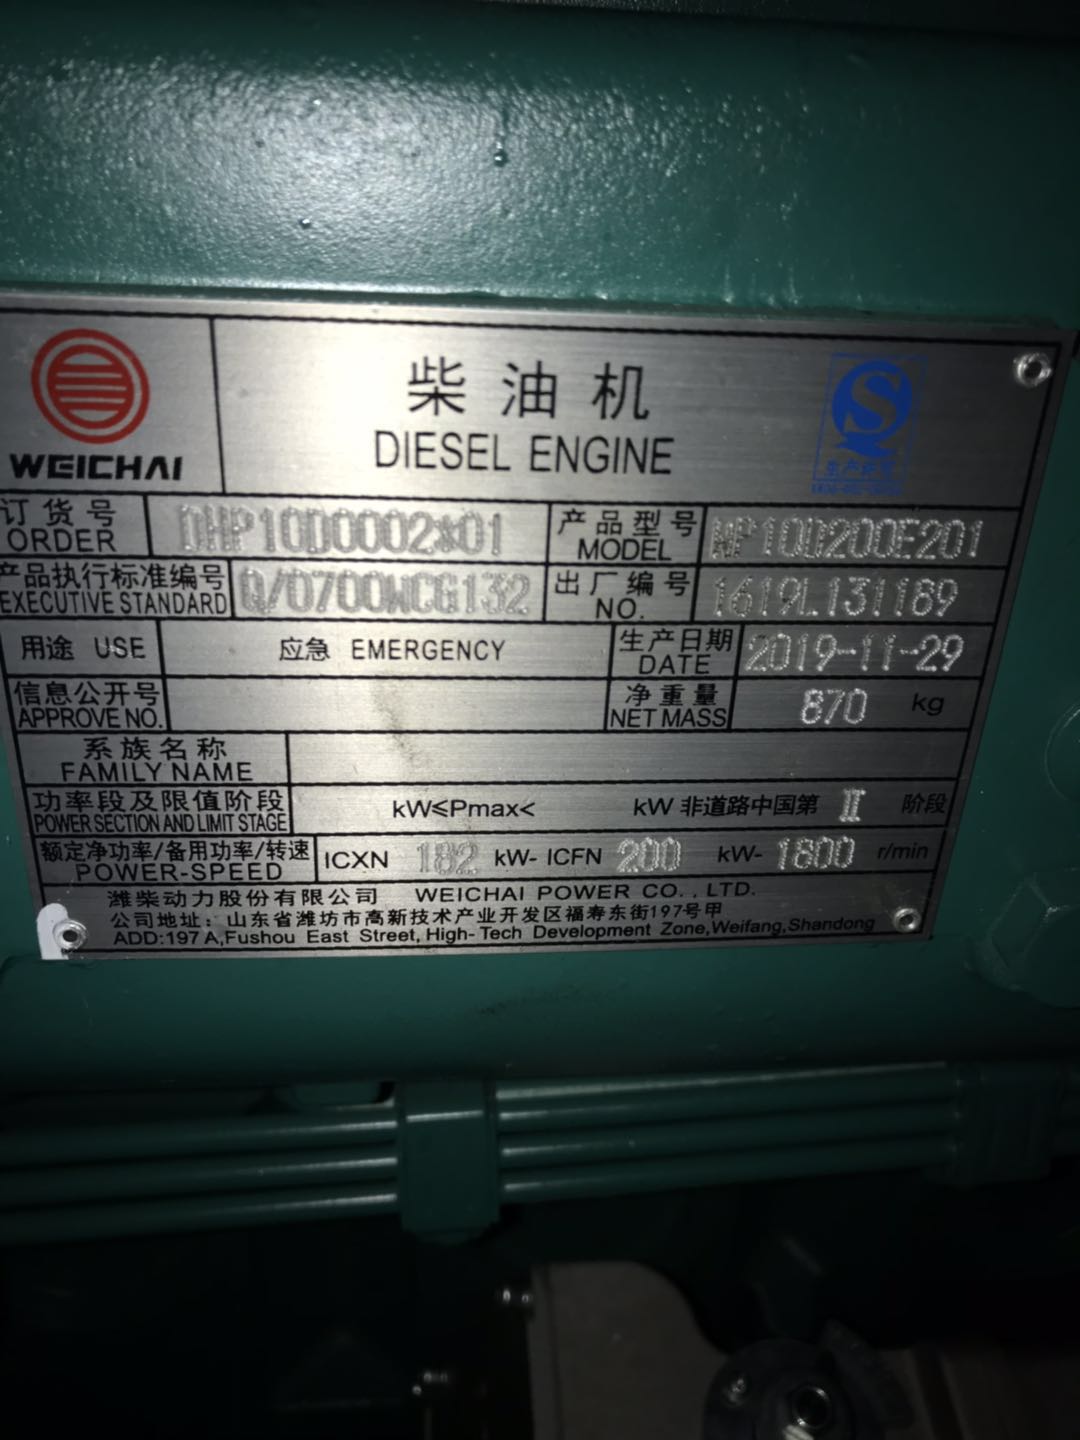 WEICHAI
柴油机
DIESEL ENGINE
生产许可
订货号
ORDER
DHP10D0002*01
产品型号
MODEL
WP10D200E201
产品执行标准编号
EXECUTIVE STANDARD
Q/0700WCG132
出厂编号
NO.
1619L131189
用途 USE
应急 EMERGENCY
生产日期
DATE
2019-11-29
信息公开号
APPROVE NO.
净重量
NET MASS
870 kg
系族名称
FAMILY NAME
功率段及限值阶段
POWER SECTION AND LIMIT STAGE
kW≤Pmax< kW 非道路中国第 Ⅱ 阶段
额定净功率/备用功率/转速
POWER-SPEED
ICXN 182 kW- ICFN 200 kW- 1800 r/min
潍柴动力股份有限公司 WEICHAI POWER CO., LTD.
公司地址: 山东省潍坊市高新技术产业开发区福寿东街197号甲
ADD:197 A,Fushou East Street, High-Tech Development Zone,Weifang,Shandong